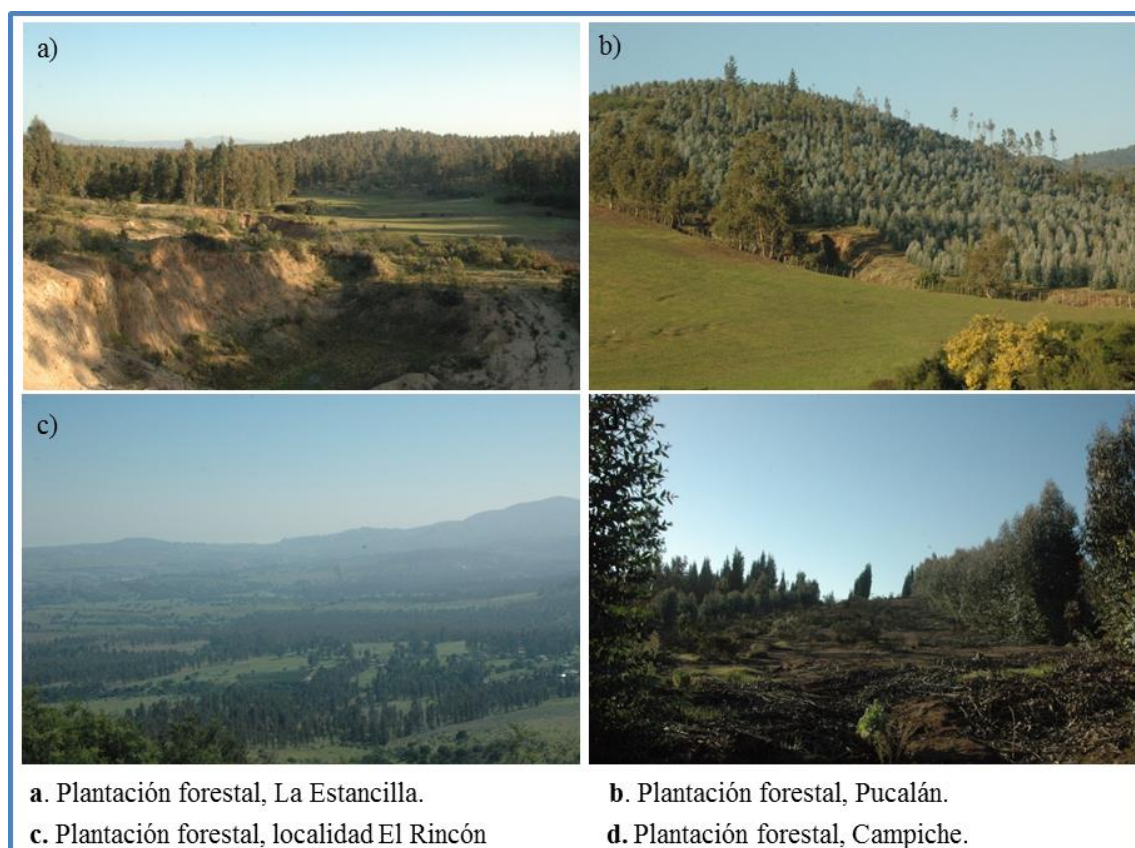 a)
b)
c)
a. Plantación forestal, La Estancilla.
b. Plantación forestal, Pucalán.
c. Plantación forestal, localidad El Rincón
d. Plantación forestal, Campiche.